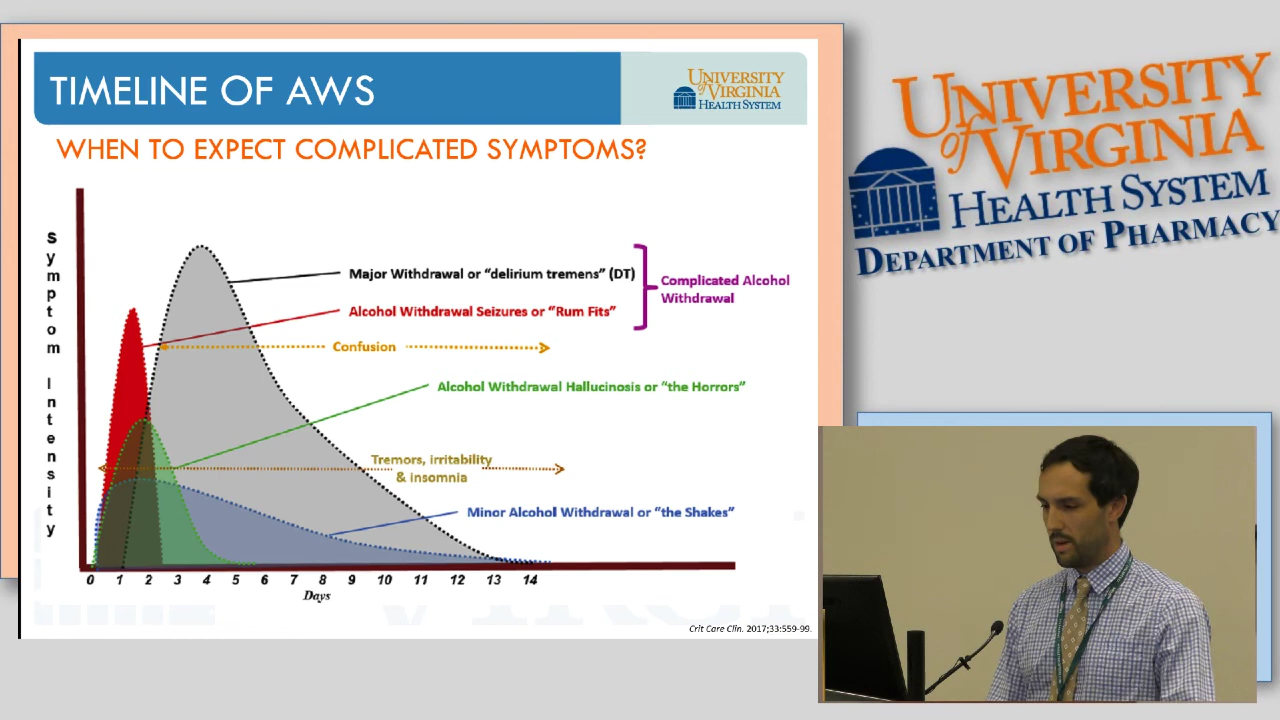 TIMELINE OF AWS
UNIVERSITY
of VIRGINIA
HEALTH SYSTEM
WHEN TO EXPECT COMPLICATED SYMPTOMS?
Symptom Intensity
Major Withdrawal or “delirium tremens” (DT)
Complicated Alcohol
Withdrawal
Alcohol Withdrawal Seizures or “Rum Fits”
Confusion
Alcohol Withdrawal Hallucinosis or “the Horrors”
Tremors, irritability
& insomnia
Minor Alcohol Withdrawal or “the Shakes”
0 1 2 3 4 5 6 7 8 9 10 11 12 13 14
Days
Crit Care Clin. 2017;33:559-99.
UNIVERSITY
of VIRGINIA
HEALTH SYSTEM
DEPARTMENT OF PHARMACY